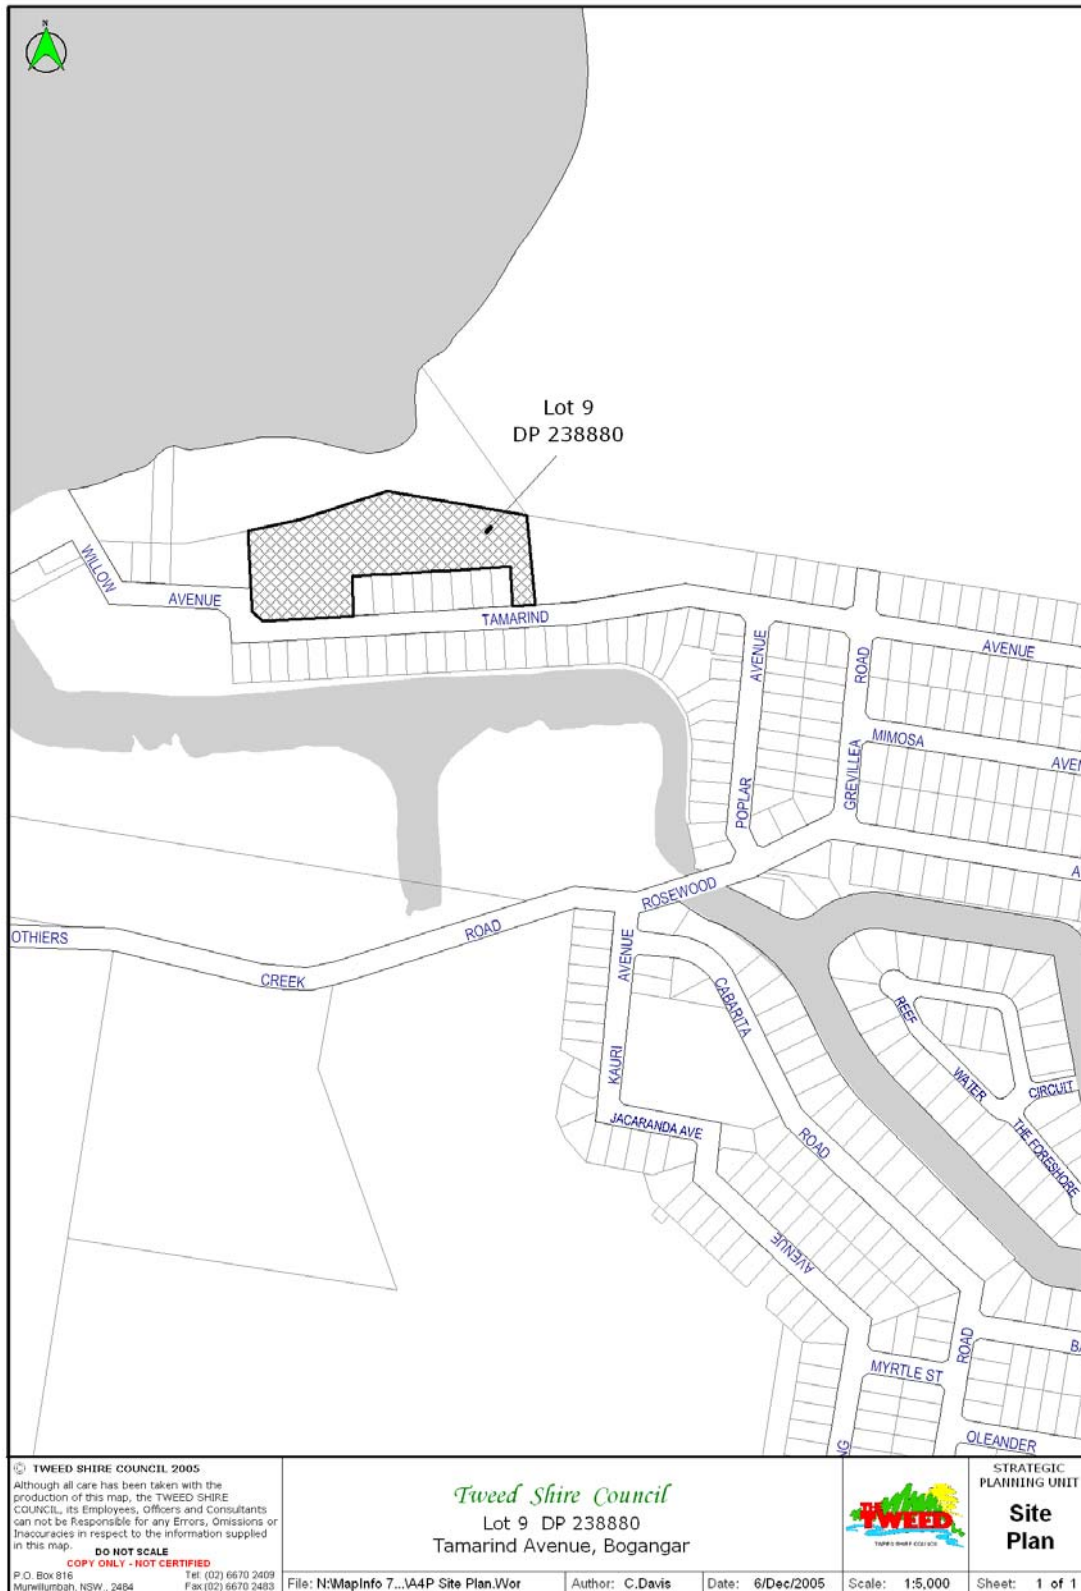 N
Lot 9
DP 238880
WILLOW
AVENUE
TAMARIND
AVENUE
ROAD
AVENUE
MIMOSA
AVEN
GREVILLEA
POPLAR
A
ROSEWOOD
ROAD
OTHIERS
CREEK
AVENUE
CABARITA
REEF
KAURI
WATER
CIRCUIT
JACARANDA AVE
ROAD
THE FORESHORE
AVENUE
ROAD
BA
MYRTLE ST
OLEANDER
NG
© TWEED SHIRE COUNCIL 2005
Although all care has been taken with the
production of this map, the TWEED SHIRE
COUNCIL, its Employees, Officers and Consultants
can not be Responsible for any Errors, Omissions or
Inaccuracies in respect to the information supplied
in this map.
DO NOT SCALE
COPY ONLY - NOT CERTIFIED
P.O. Box 816
Murwillumbah, NSW., 2484
Tel: (02) 6670 2409
Fax:(02) 6670 2483
Tweed Shire Council
Lot 9 DP 238880
Tamarind Avenue, Bogangar
THE TWEED
TWEED SHIRE COUNCIL
STRATEGIC
PLANNING UNIT
Site
Plan
File: N:\MapInfo 7...\A4P Site Plan.Wor
Author: C.Davis
Date: 6/Dec/2005
Scale: 1:5,000
Sheet: 1 of 1